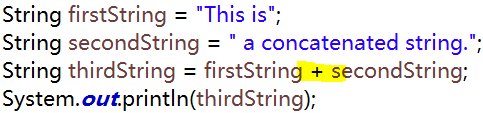 String firstString = "This is";
String secondString = " a concatenated string.";
String thirdString = firstString + secondString;
System.out.println(thirdString);